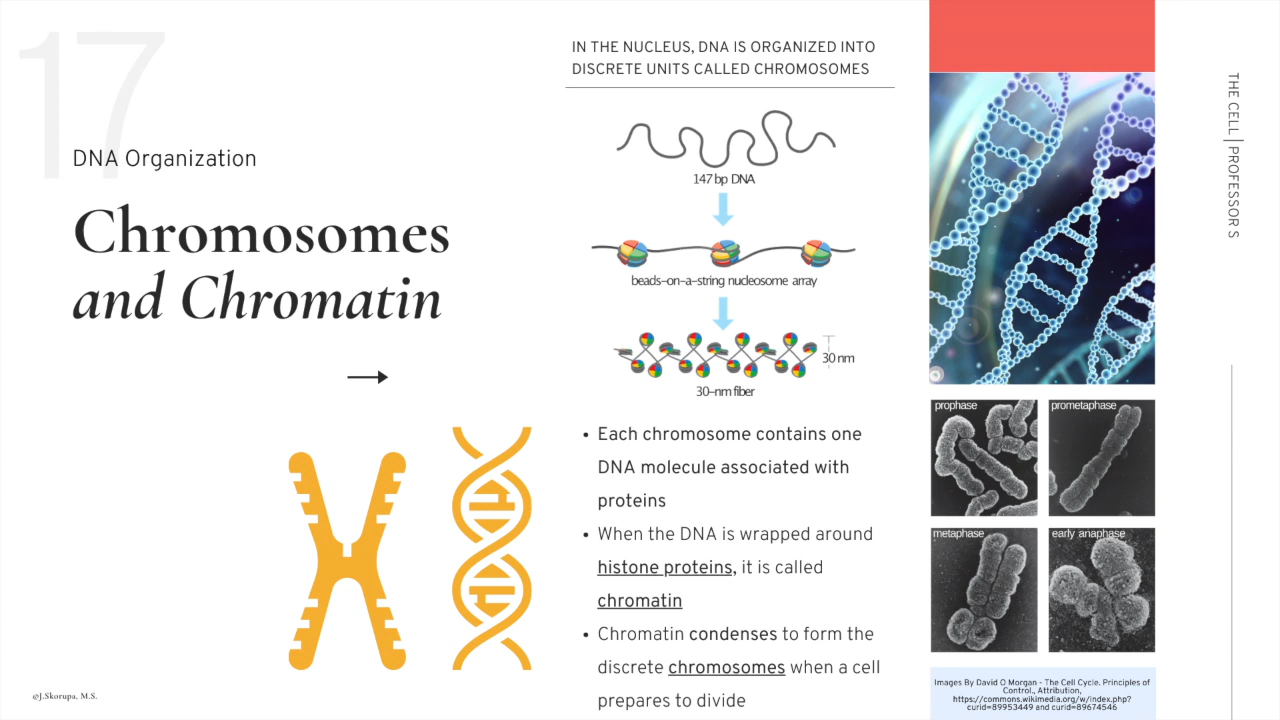 17
DNA Organization
Chromosomes
and Chromatin
@J.Skorupa, M.S.
IN THE NUCLEUS, DNA IS ORGANIZED INTO
DISCRETE UNITS CALLED CHROMOSOMES
147 bp DNA
beads-on-a-string nucleosome array
30 nm
30-nm fiber
• Each chromosome contains one
DNA molecule associated with
proteins
• When the DNA is wrapped around
histone proteins, it is called
chromatin
• Chromatin condenses to form the
discrete chromosomes when a cell
prepares to divide
prophase
prometaphase
metaphase
early anaphase
Images By David O Morgan - The Cell Cycle. Principles of
Control., Attribution,
https://commons.wikimedia.org/w/index.php?
curid=89953449 and curid=89674546
THE CELL | PROFESSOR S